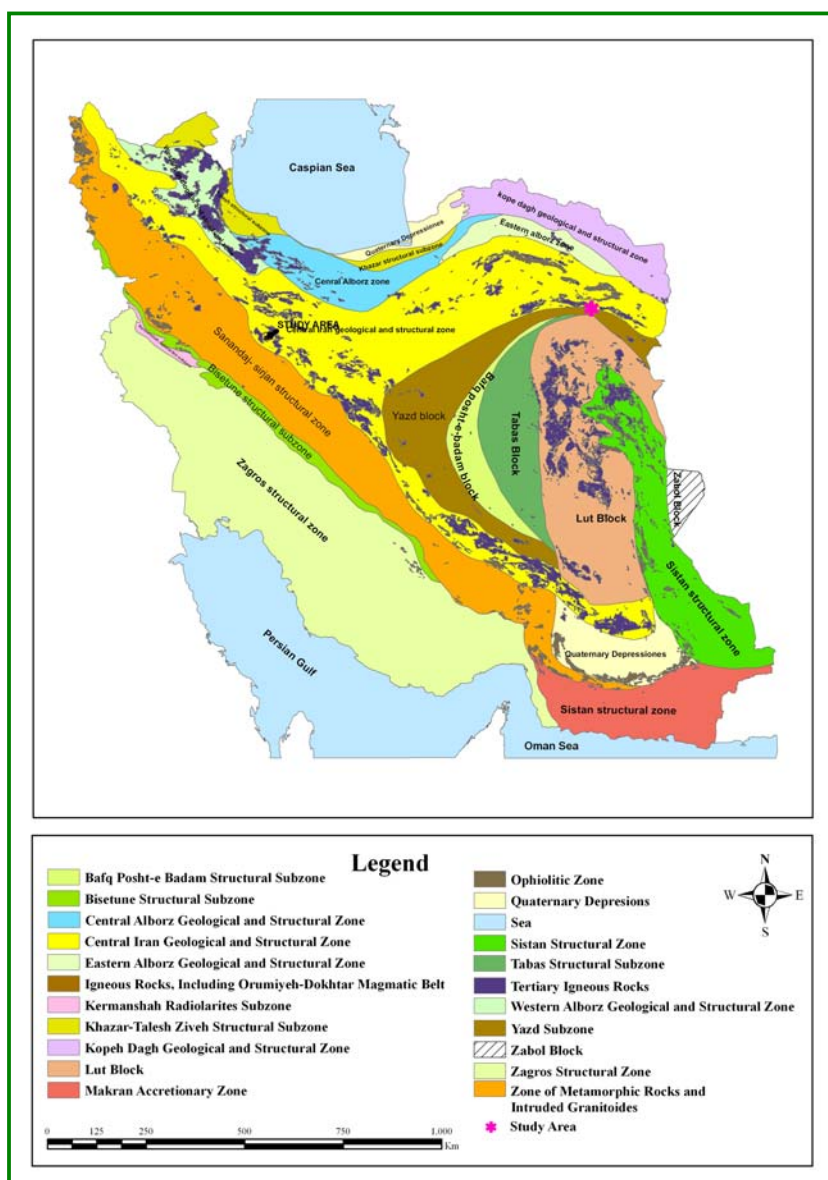 Caspian Sea
kope dagh geological and structural zone
Quaternary Depressiones
Khazar structural subzone
Eastern alborz zone
Cenral Alborz zone
STUDY AREA
Central Iran geological and structural zone
Sanandaj- sirjan structural zone
Bisetune structural subzone
Yazd block
Bafq posht-e-badam block
Tabas Block
Zabol Block
Zagros structural zone
Lut Block
Sistan structural zone
Persian Gulf
Quaternary Depressiones
Sistan structural zone
Oman Sea
Legend
Bafq Posht-e Badam Structural Subzone
Bisetune Structural Subzone
Central Alborz Geological and Structural Zone
Central Iran Geological and Structural Zone
Eastern Alborz Geological and Structural Zone
Igneous Rocks, Including Orumiyeh-Dokhtar Magmatic Belt
Kermanshah Radiolarites Subzone
Khazar-Talesh Ziveh Structural Subzone
Kopeh Dagh Geological and Structural Zone
Lut Block
Makran Accretionary Zone
Ophiolitic Zone
Quaternary Depresions
Sea
Sistan Structural Zone
Tabas Structural Subzone
Tertiary Igneous Rocks
Western Alborz Geological and Structural Zone
Yazd Subzone
Zabol Block
Zagros Structural Zone
Zone of Metamorphic Rocks and
Intruded Granitoides
Study Area
N
W E
S
0 125 250 500 750 1,000
Km